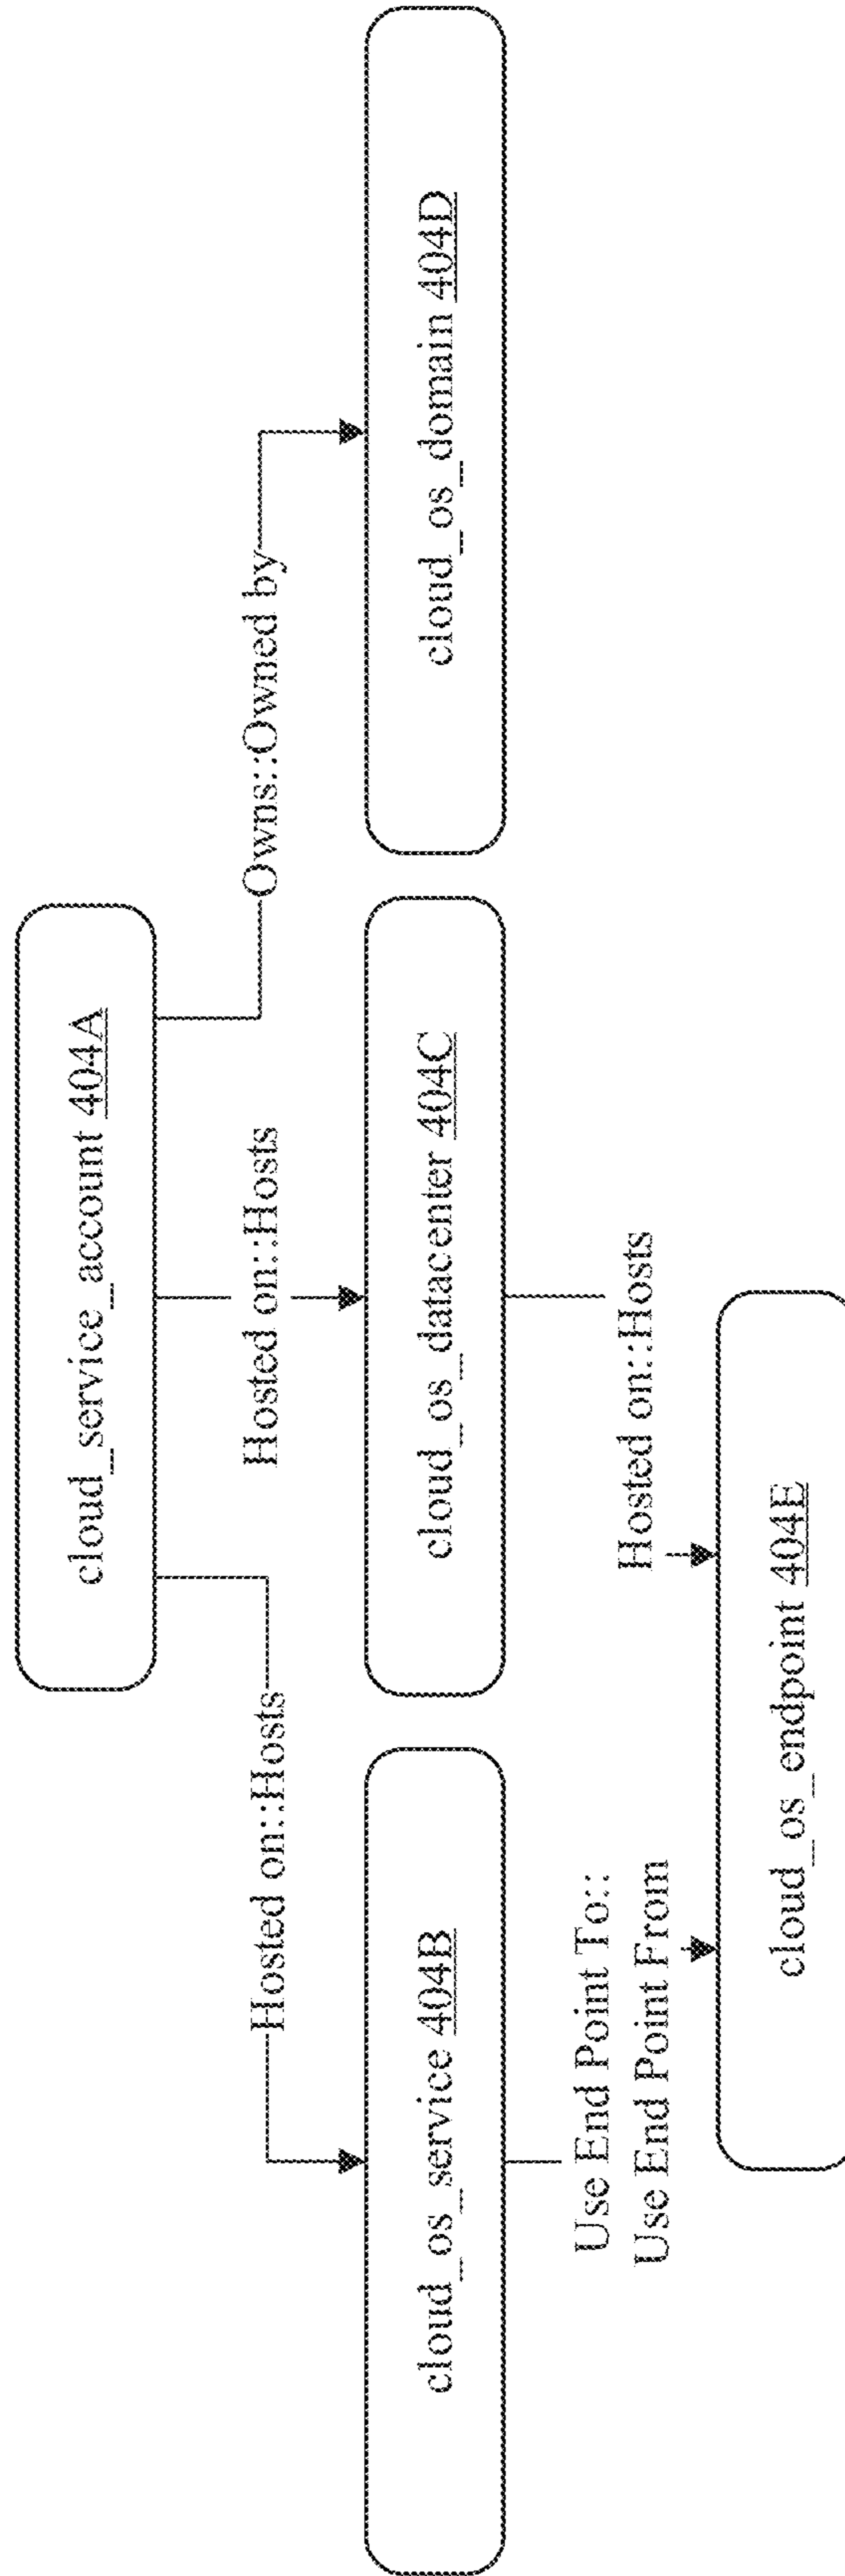 cloud_service_account 404A
Hosted on::Hosts
Hosted on::Hosts
Owns::Owned by
cloud_os_service 404B
cloud_os_datacenter 404C
cloud_os_domain 404D
Use End Point To::
Use End Point From
Hosted on::Hosts
cloud_os_endpoint 404E